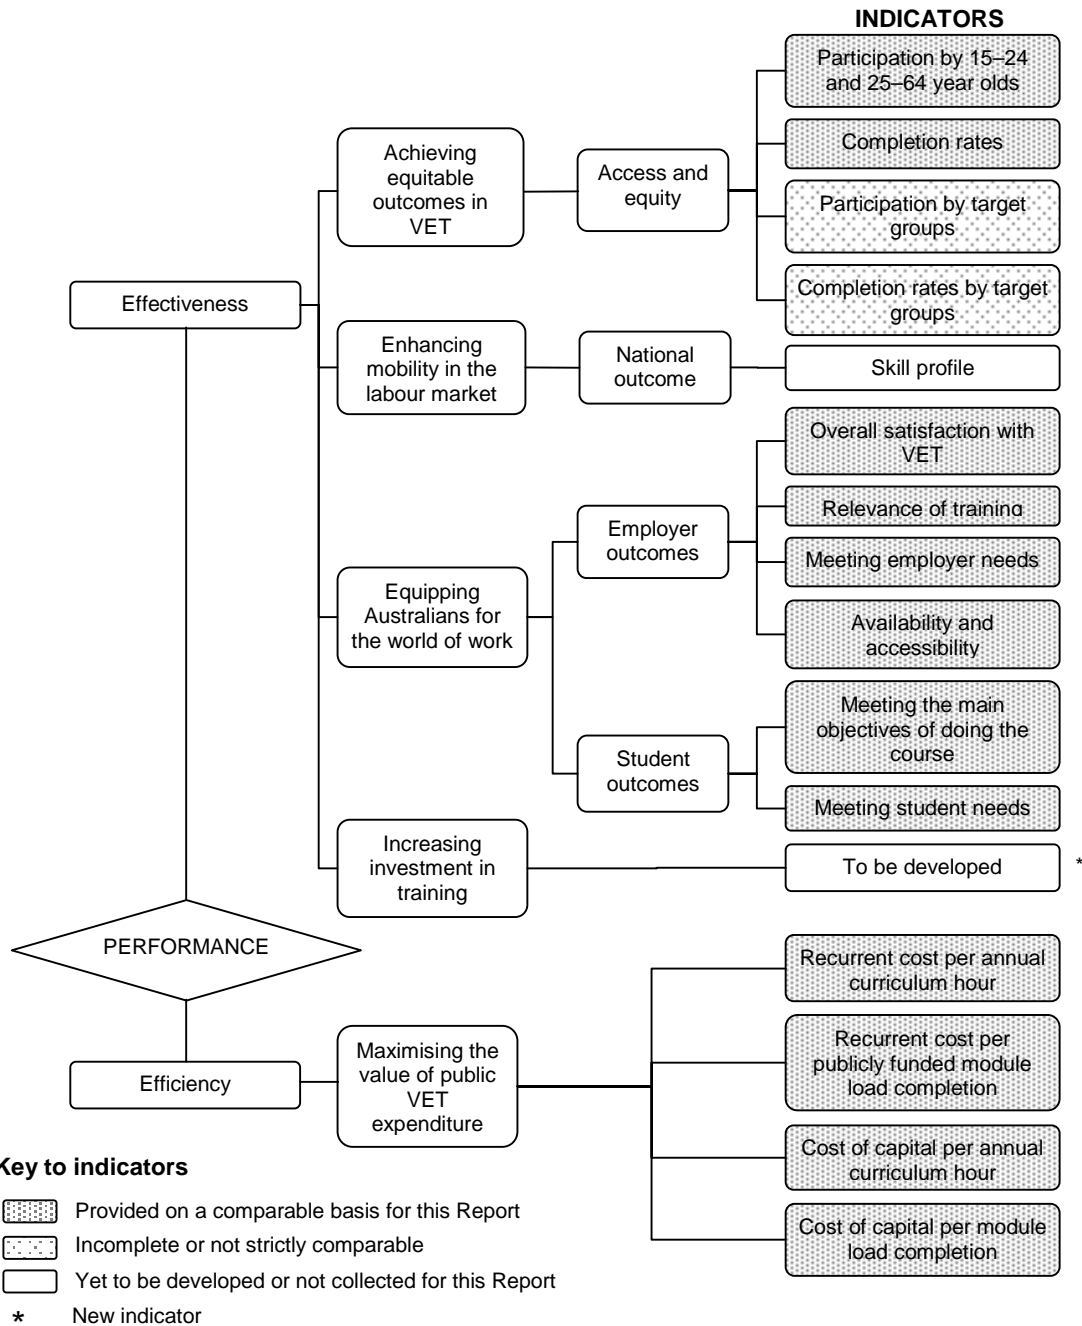 INDICATORS
Participation by 15–24
and 25–64 year olds
Achieving
equitable
outcomes in
VET
Access and
equity
Completion rates
Participation by target
groups
Completion rates by target
groups
Effectiveness
Enhancing
mobility in the
labour market
National
outcome
Skill profile
Overall satisfaction with
VET
Employer
outcomes
Relevance of training
Meeting employer needs
Equipping
Australians for
the world of work
Availability and
accessibility
Student
outcomes
Meeting the main
objectives of doing the
course
Meeting student needs
Increasing
investment in
training
To be developed
*
PERFORMANCE
Recurrent cost per annual
curriculum hour
Efficiency
Maximising the
value of public
VET
expenditure
Recurrent cost per
publicly funded module
load completion
Cost of capital per annual
curriculum hour
Cost of capital per module
load completion
Key to indicators
Provided on a comparable basis for this Report
Incomplete or not strictly comparable
Yet to be developed or not collected for this Report
* New indicator